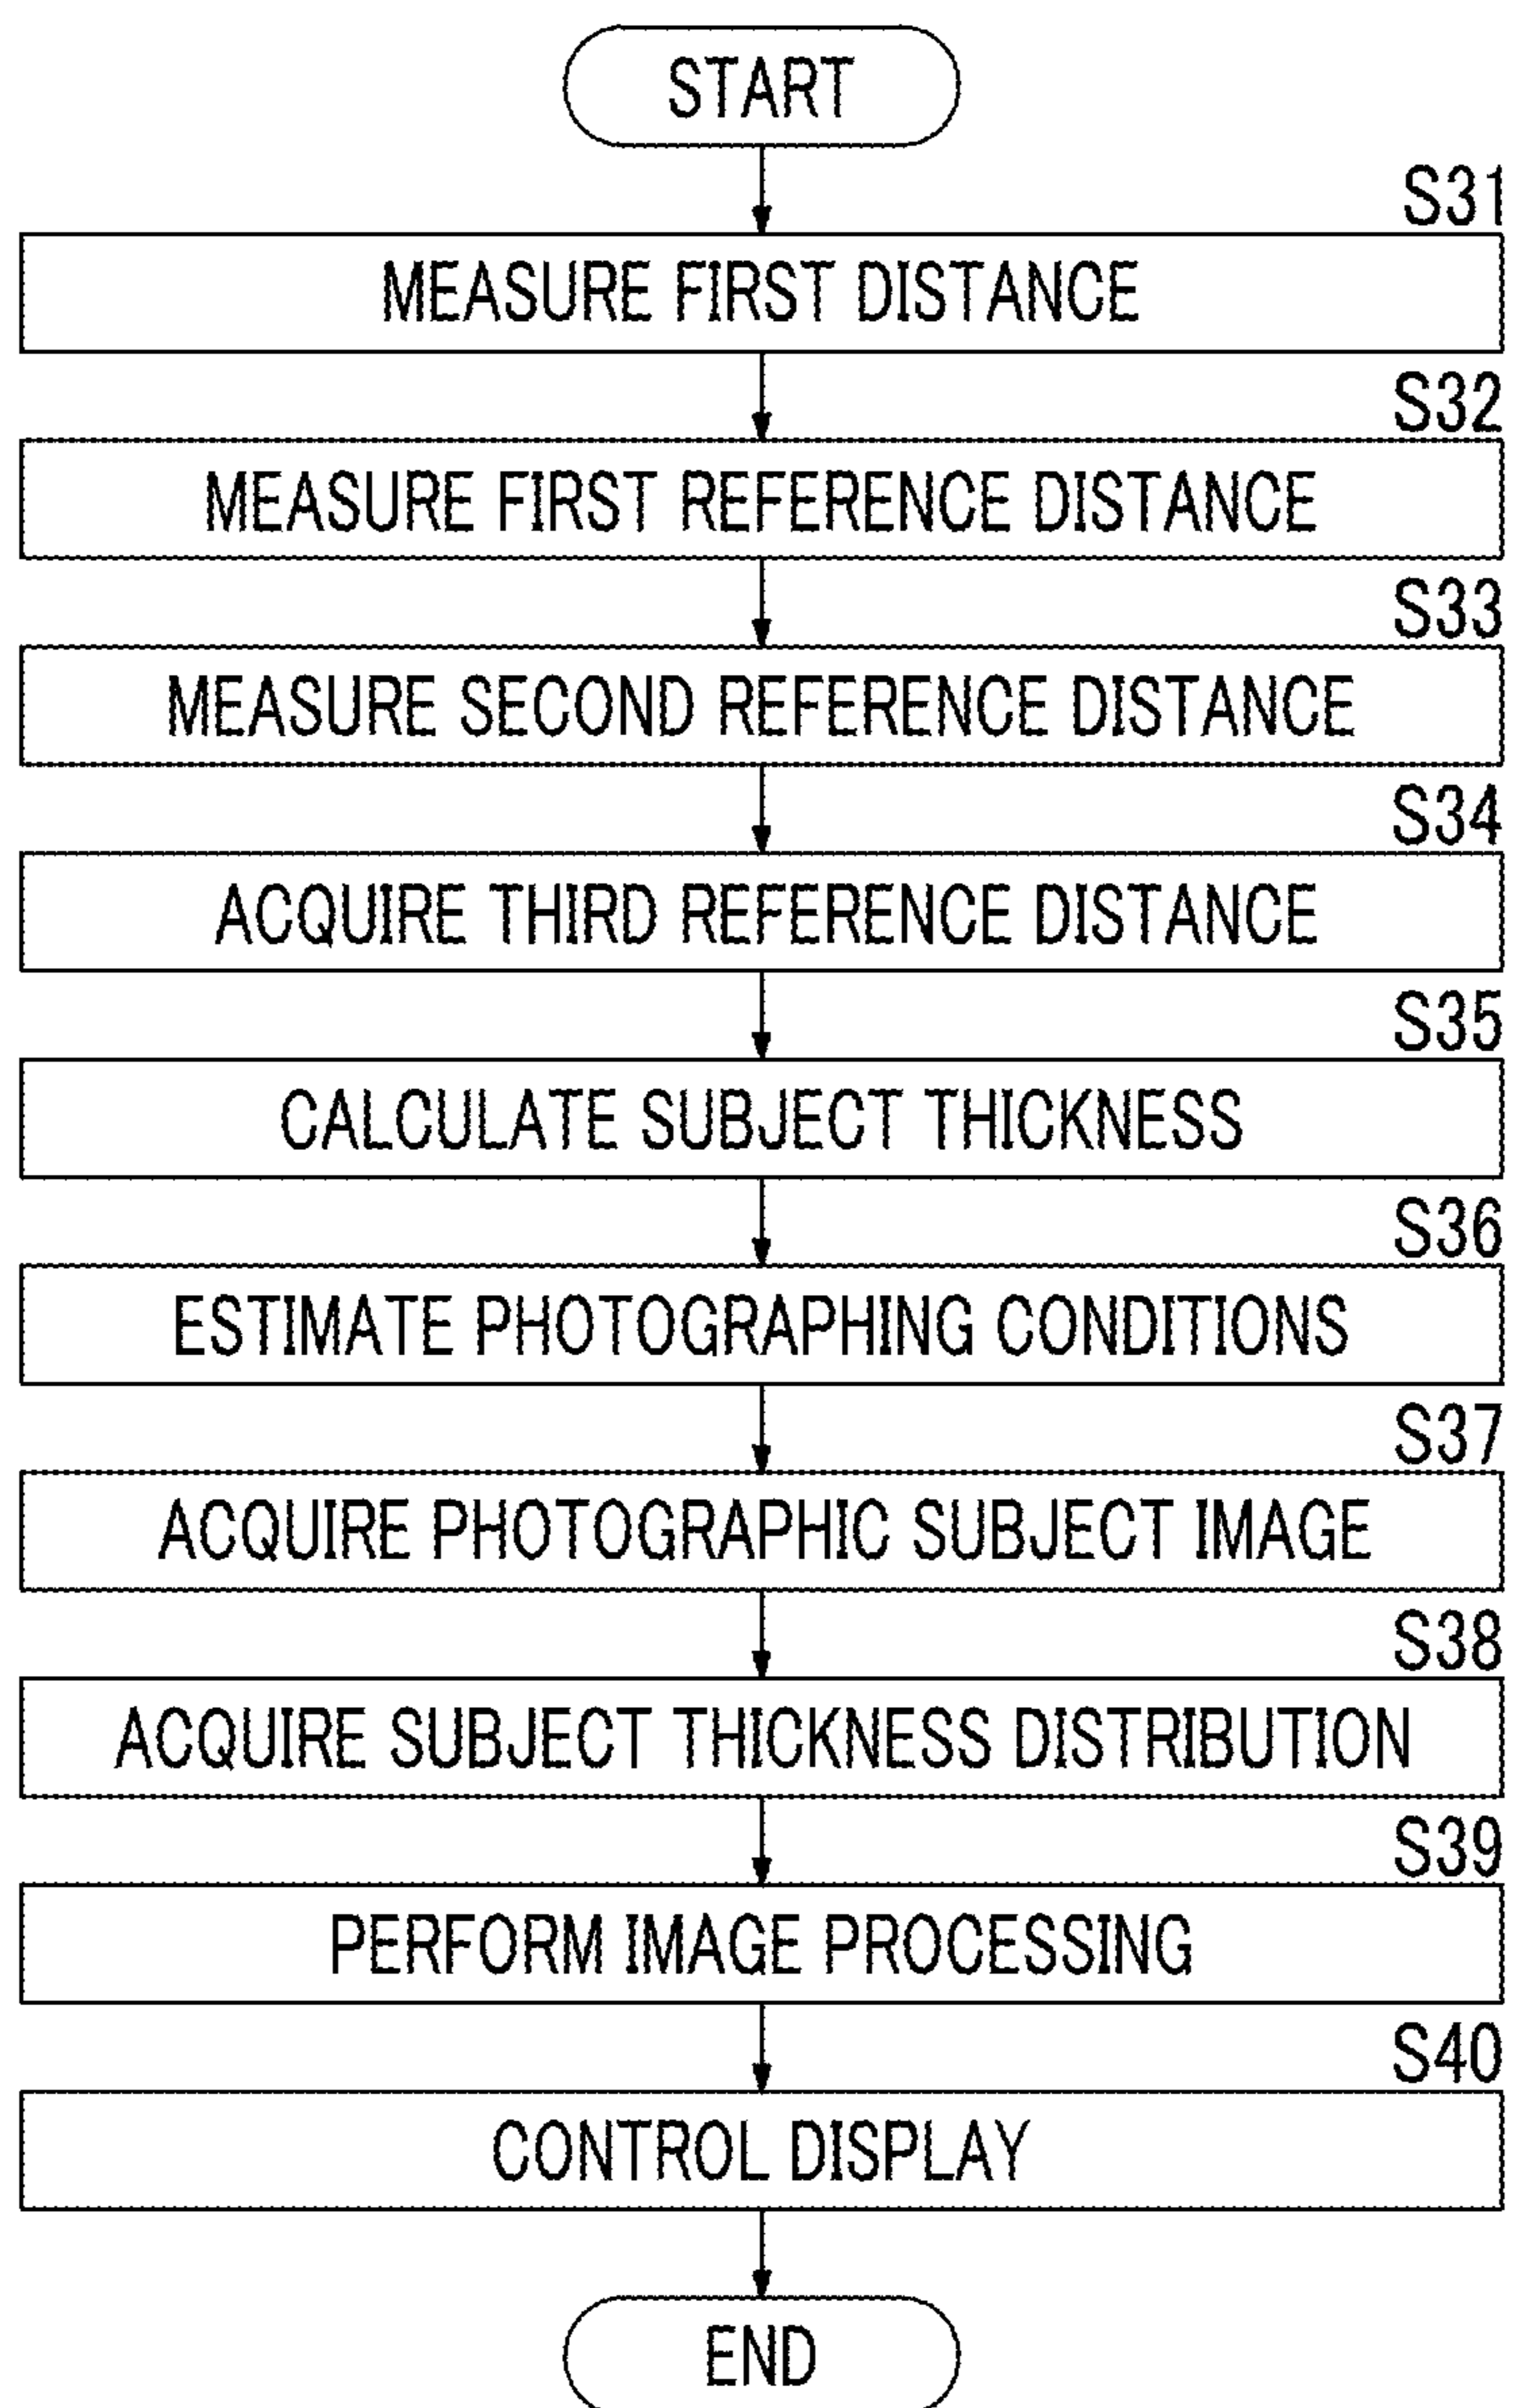 START
S31
MEASURE FIRST DISTANCE
S32
MEASURE FIRST REFERENCE DISTANCE
S33
MEASURE SECOND REFERENCE DISTANCE
S34
ACQUIRE THIRD REFERENCE DISTANCE
S35
CALCULATE SUBJECT THICKNESS
S36
ESTIMATE PHOTOGRAPHING CONDITIONS
S37
ACQUIRE PHOTOGRAPHIC SUBJECT IMAGE
S38
ACQUIRE SUBJECT THICKNESS DISTRIBUTION
S39
PERFORM IMAGE PROCESSING
S40
CONTROL DISPLAY
END